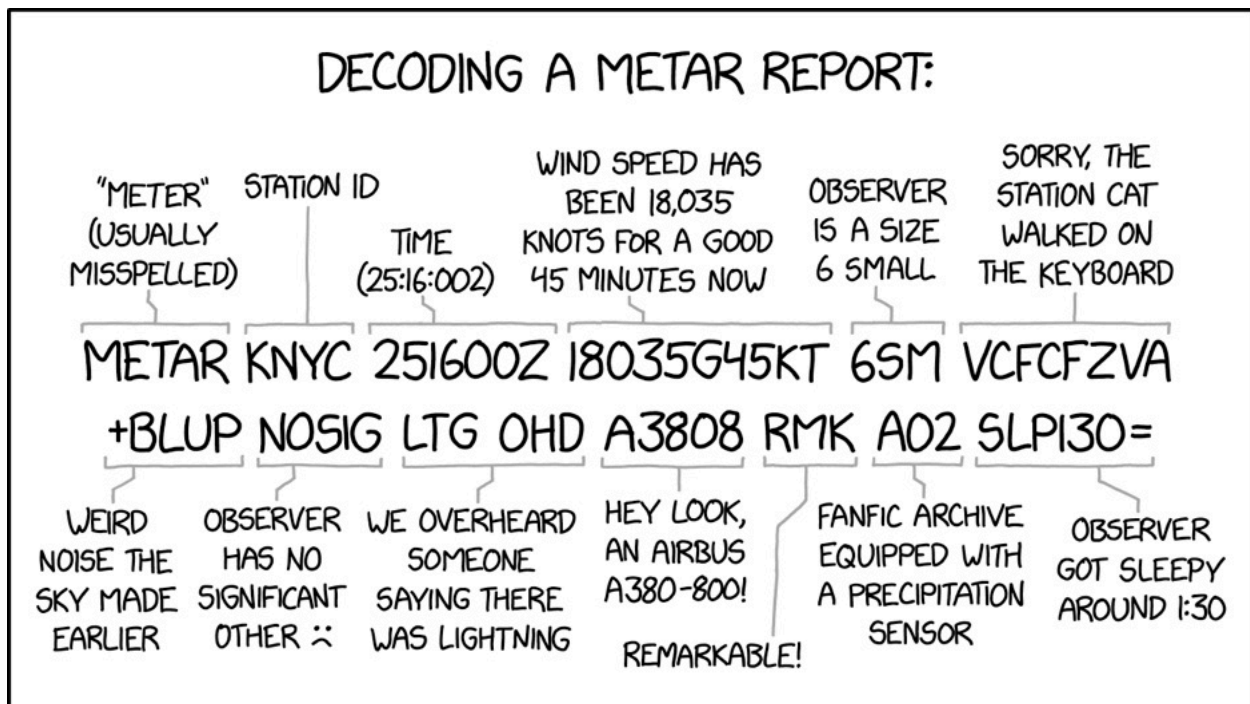 DECODING A METAR REPORT:
"METER"
(USUALLY
MISSPELLED)
STATION ID
TIME
(25:16:002)
WIND SPEED HAS
BEEN 18,035
KNOTS FOR A GOOD
45 MINUTES NOW
OBSERVER
IS A SIZE
6 SMALL
SORRY, THE
STATION CAT
WALKED ON
THE KEYBOARD
METAR KNYC 251600Z 18035G45KT 6SM VCFCFZVA
+BLUP NOSIG LTG OHD A3808 RMK A02 SLP130=
WEIRD
NOISE THE
SKY MADE
EARLIER
OBSERVER
HAS NO
SIGNIFICANT
OTHER :(
WE OVERHEARD
SOMEONE
SAYING THERE
WAS LIGHTNING
HEY LOOK,
AN AIRBUS
A380-800!
REMARKABLE!
FANFIC ARCHIVE
EQUIPPED WITH
A PRECIPITATION
SENSOR
OBSERVER
GOT SLEEPY
AROUND 1:30